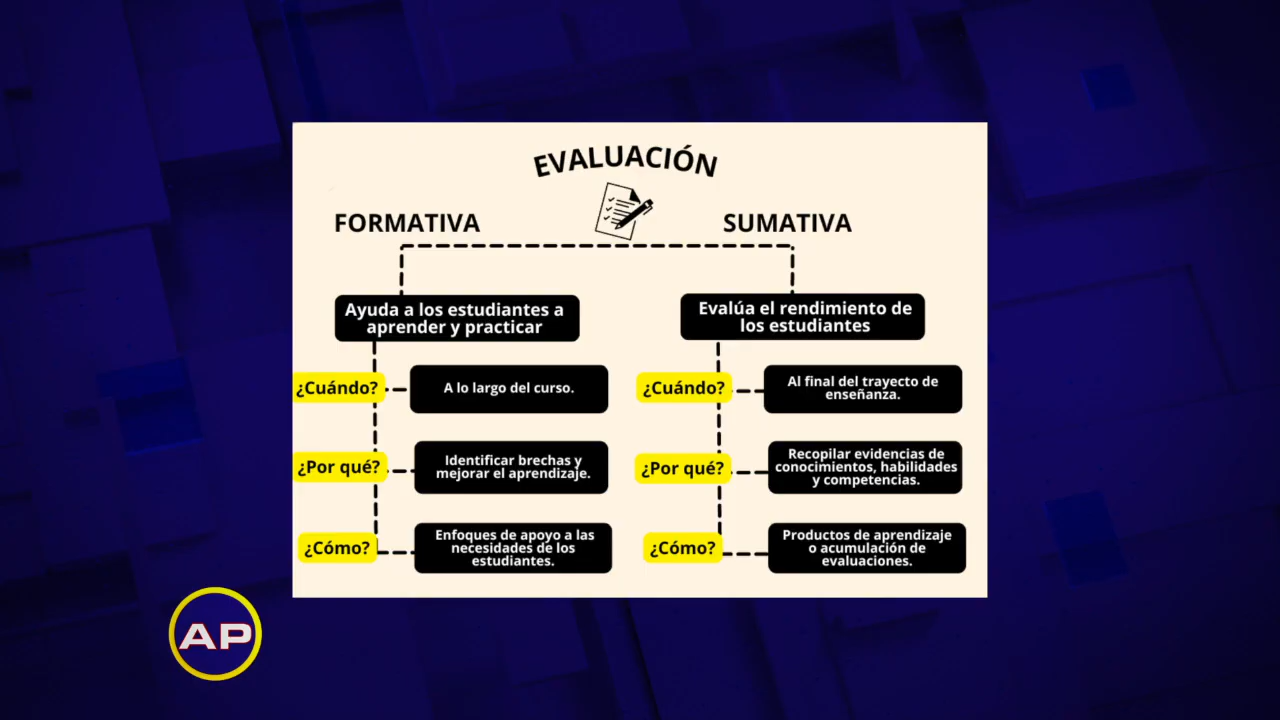 EVALUACIÓN
FORMATIVA
SUMATIVA
Ayuda a los estudiantes a
aprender y practicar
¿Cuándo?
A lo largo del curso.
¿Por qué?
Identificar brechas y
mejorar el aprendizaje.
¿Cómo?
Enfoques de apoyo a las
necesidades de los
estudiantes.
Evalúa el rendimiento de
los estudiantes
¿Cuándo?
Al final del trayecto de
enseñanza.
¿Por qué?
Recopilar evidencias de
conocimientos, habilidades
y competencias.
¿Cómo?
Productos de aprendizaje
o acumulación de
evaluaciones.
AP